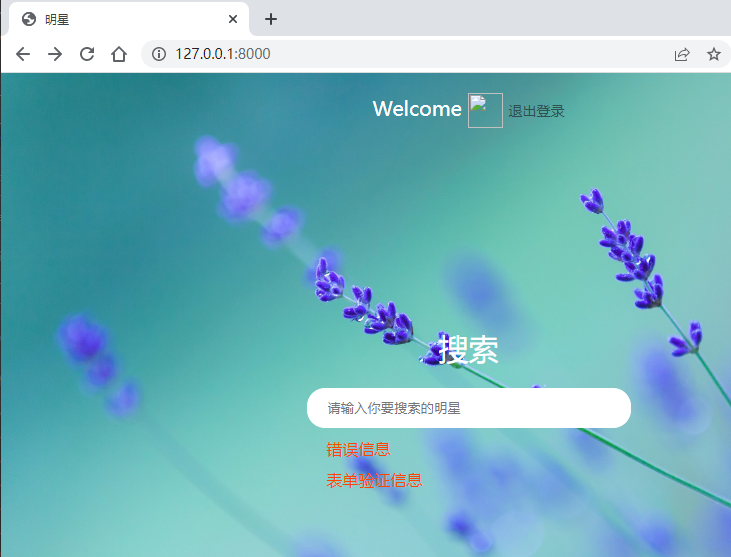 明星
127.0.0.1:8000
Welcome 退出登录
搜索
请输入你要搜索的明星
错误信息
表单验证信息